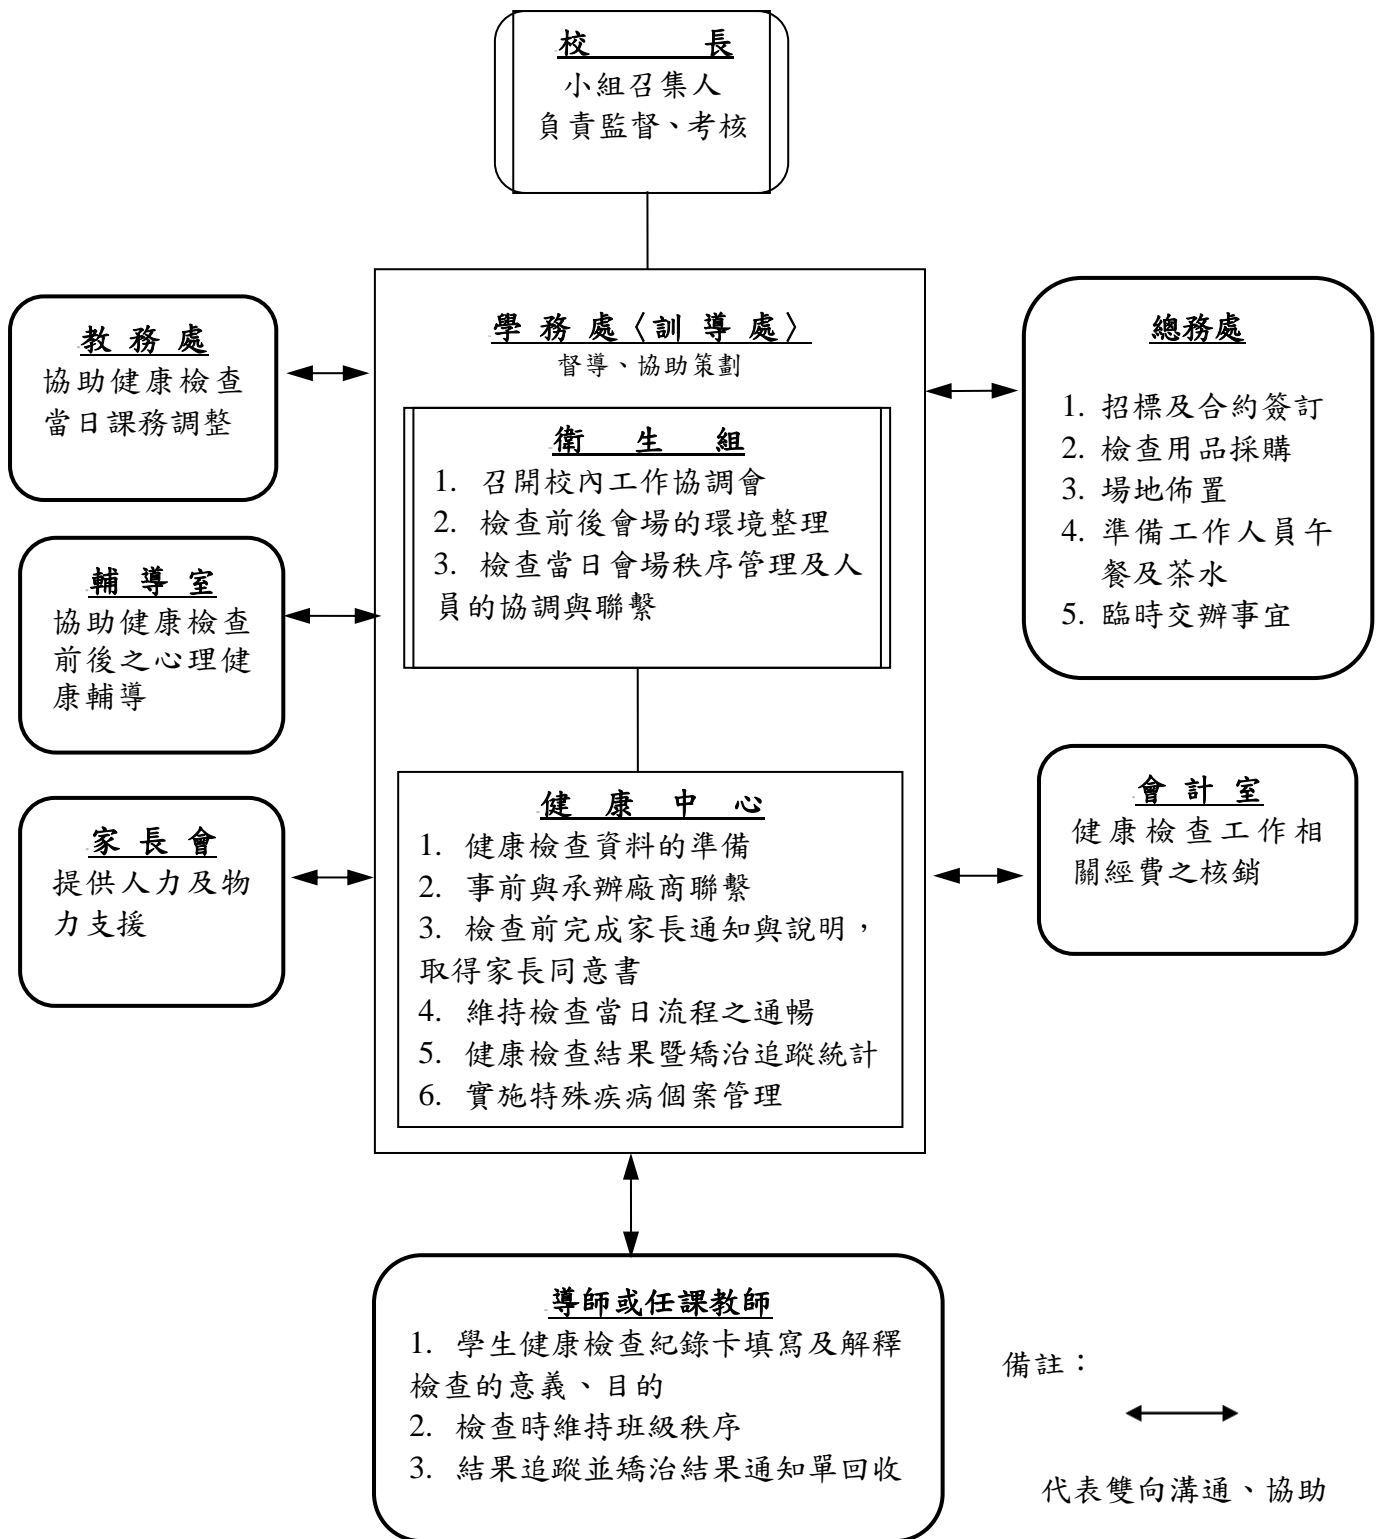 校長
小組召集人
負責監督、考核
學務處〈訓導處〉
督導、協助策劃
教務處
協助健康檢查
當日課務調整
輔導室
協助健康檢查
前後之心理健
康輔導
家長會
提供人力及物
力支援
衛生組
1. 召開校內工作協調會
2. 檢查前後會場的環境整理
3. 檢查當日會場秩序管理及人
員的協調與聯繫
健康中心
1. 健康檢查資料的準備
2. 事前與承辦廠商聯繫
3. 檢查前完成家長通知與說明，
取得家長同意書
4. 維持檢查當日流程之通暢
5. 健康檢查結果暨矯治追蹤統計
6. 實施特殊疾病個案管理
總務處
1. 招標及合約簽訂
2. 檢查用品採購
3. 場地佈置
4. 準備工作人員午
餐及茶水
5. 臨時交辦事宜
會計室
健康檢查工作相
關經費之核銷
導師或任課教師
1. 學生健康檢查紀錄卡填寫及解釋
檢查的意義、目的
2. 檢查時維持班級秩序
3. 結果追蹤並矯治結果通知單回收
備註：
代表雙向溝通、協助